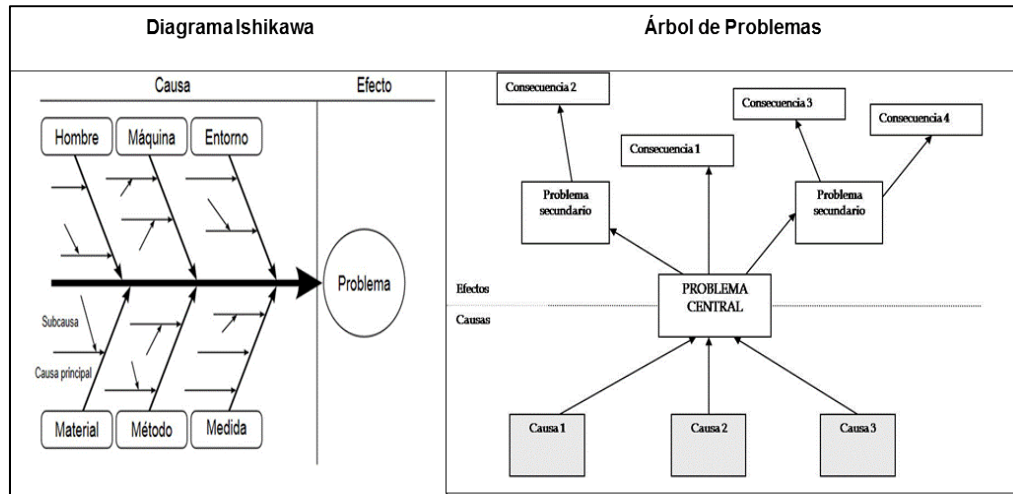 Diagrama Ishikawa
Árbol de Problemas
Causa
Efecto
Hombre
Máquina
Entorno
Problema
Subcausa
Causa principal
Material
Método
Medida
Consecuencia 2
Consecuencia 3
Consecuencia 4
Consecuencia 1
Problema
secundario
Problema
secundario
Efectos
PROBLEMA
CENTRAL
Causas
Causa 1
Causa 2
Causa 3